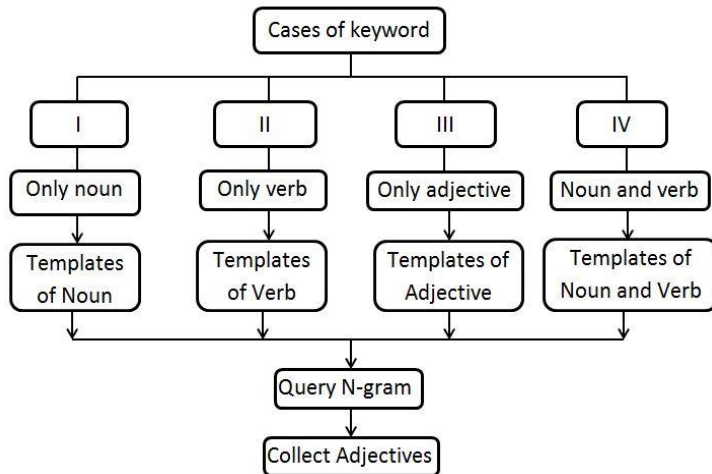 Cases of keyword
I
II
III
IV
Only noun
Only verb
Only adjective
Noun and verb
Templates
of Noun
Templates
of Verb
Templates of
Adjective
Templates of
Noun and Verb
Query N-gram
Collect Adjectives